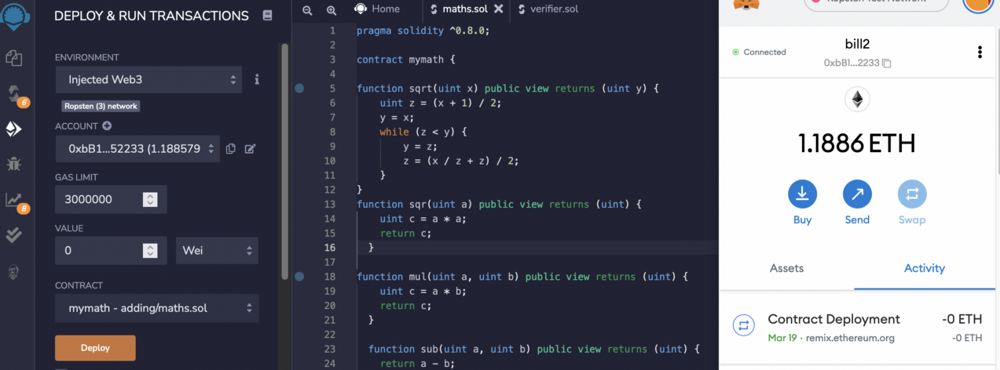 DEPLOY & RUN TRANSACTIONS
ENVIRONMENT
Injected Web3
Ropsten (3) network
ACCOUNT
0xbB1...52233 (1.188579
GAS LIMIT
3000000
VALUE
0
Wei
CONTRACT
mymath - adding/maths.sol
Deploy
6
8
Home
maths.sol
verifier.sol
1 pragma solidity ^0.8.0;
2
3 contract mymath {
4
5 function sqrt(uint x) public view returns (uint y) {
6 uint z = (x + 1) / 2;
7 y = x;
8 while (z < y) {
9 y = z;
10 z = (x / z + z) / 2;
11 }
12 }
13 function sqr(uint a) public view returns (uint) {
14 uint c = a * a;
15 return c;
16 }
17
18 function mul(uint a, uint b) public view returns (uint) {
19 uint c = a * b;
20 return c;
21 }
22
23 function sub(uint a, uint b) public view returns (uint) {
24 return a - b;
Ropsten Test Network
Connected
bill2
0xbB1...2233
1.1886 ETH
Buy
Send
Swap
Assets
Activity
Contract Deployment
-0 ETH
Mar 19 · remix.ethereum.org
-0 ETH